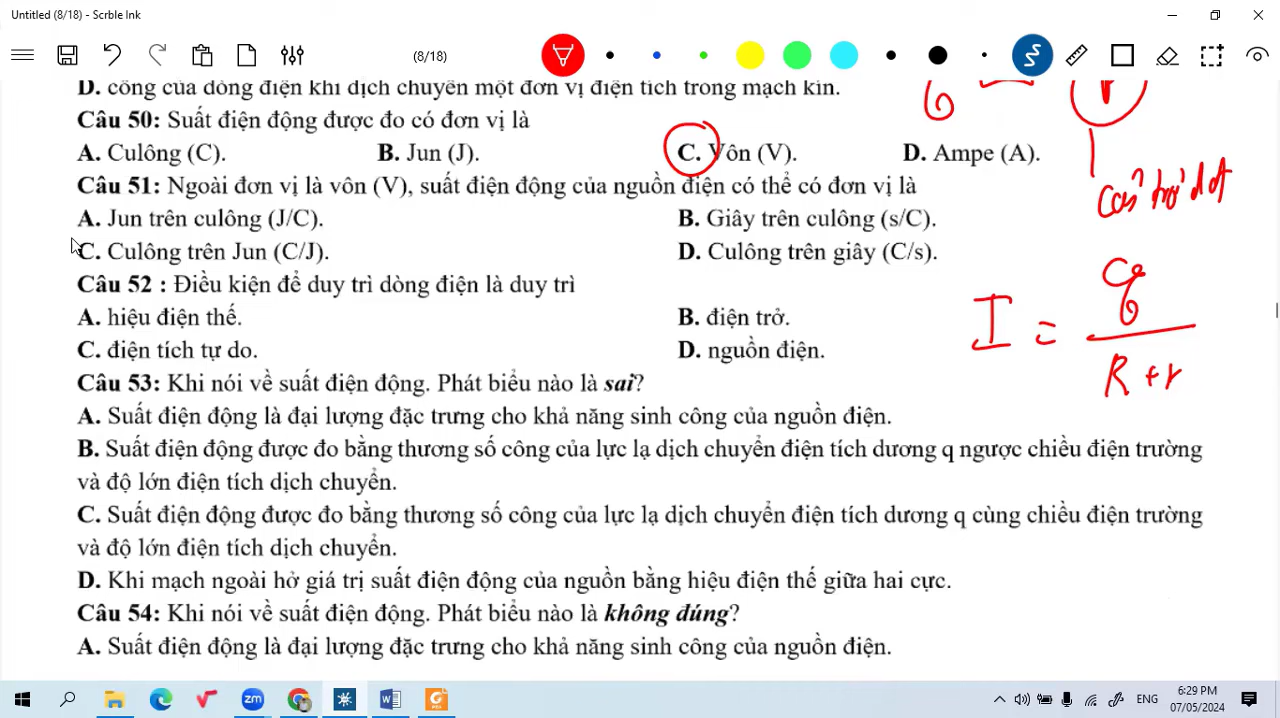 Untitled (8/18) - Scrble Ink
(8/18)
D. công của dòng điện khi dịch chuyển một đơn vị điện tích trong mạch kín.
Câu 50: Suất điện động được đo có đơn vị là
A. Culông (C). B. Jun (J). C. Vôn (V). D. Ampe (A).
Câu 51: Ngoài đơn vị là vôn (V), suất điện động của nguồn điện có thể có đơn vị là
A. Jun trên culông (J/C). B. Giây trên culông (s/C).
C. Culông trên Jun (C/J). D. Culông trên giây (C/s).
Câu 52 : Điều kiện để duy trì dòng điện là duy trì
A. hiệu điện thế. B. điện trở.
C. điện tích tự do. D. nguồn điện.
I =
R + r
Câu 53: Khi nói về suất điện động. Phát biểu nào là sai?
A. Suất điện động là đại lượng đặc trưng cho khả năng sinh công của nguồn điện.
B. Suất điện động được đo bằng thương số công của lực lạ dịch chuyển điện tích dương q ngược chiều điện trường
và độ lớn điện tích dịch chuyển.
C. Suất điện động được đo bằng thương số công của lực lạ dịch chuyển điện tích dương q cùng chiều điện trường
và độ lớn điện tích dịch chuyển.
D. Khi mạch ngoài hở giá trị suất điện động của nguồn bằng hiệu điện thế giữa hai cực.
Câu 54: Khi nói về suất điện động. Phát biểu nào là không đúng?
A. Suất điện động là đại lượng đặc trưng cho khả năng sinh công của nguồn điện.
zm
ENG
6:29 PM
07/05/2024